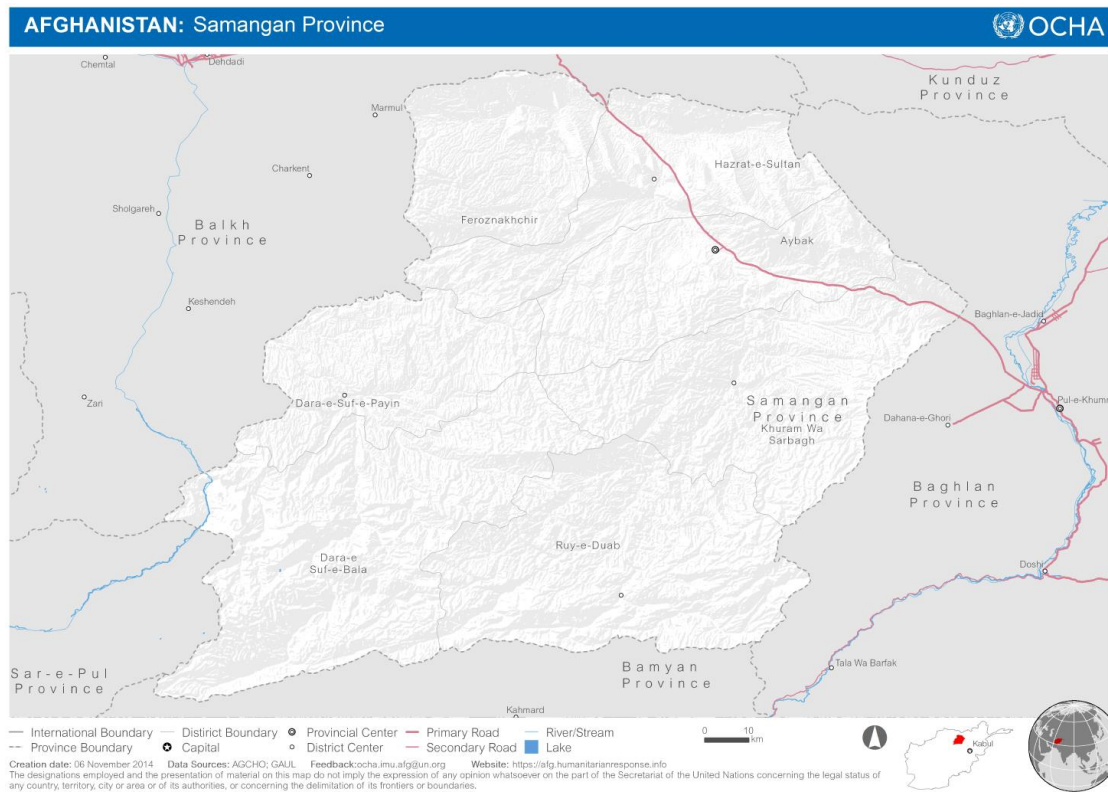 AFGHANISTAN: Samangan Province
OCHA
Chemtal
Dehdadi
Kunduz
Province
Marmul
Hazrat-e-Sultan
Charkent
Sholgareh
Balkh
Province
Feroznakhchir
Aybak
Keshendeh
Baghlan-e-Jadid
Zari
Dara-e-Suf-e-Payin
Samangan
Province
Khuram Wa
Sarbagh
Pul-e-Khumr
Dahana-e-Ghori
Baghlan
Province
Dara-e
Suf-e-Bala
Ruy-e-Duab
Doshi
Sar-e-Pul
Province
Bamyan
Province
Tala Wa Barfak
Kahmard
International Boundary
Distirict Boundary
Provincial Center
Primary Road
River/Stream
0 10
km
Province Boundary
Capital
District Center
Secondary Road
Lake
Kabul
Creation date: 06 November 2014 Data Sources: AGCHO; GAUL Feedback:ocha.imu.afg@un.org Website: https://afg.humanitarianresponse.info
The designations employed and the presentation of material on this map do not imply the expression of any opinion whatsoever on the part of the Secretariat of the United Nations concerning the legal status of
any country, territory, city or area or of its authorities, or concerning the delimitation of its frontiers or boundaries.